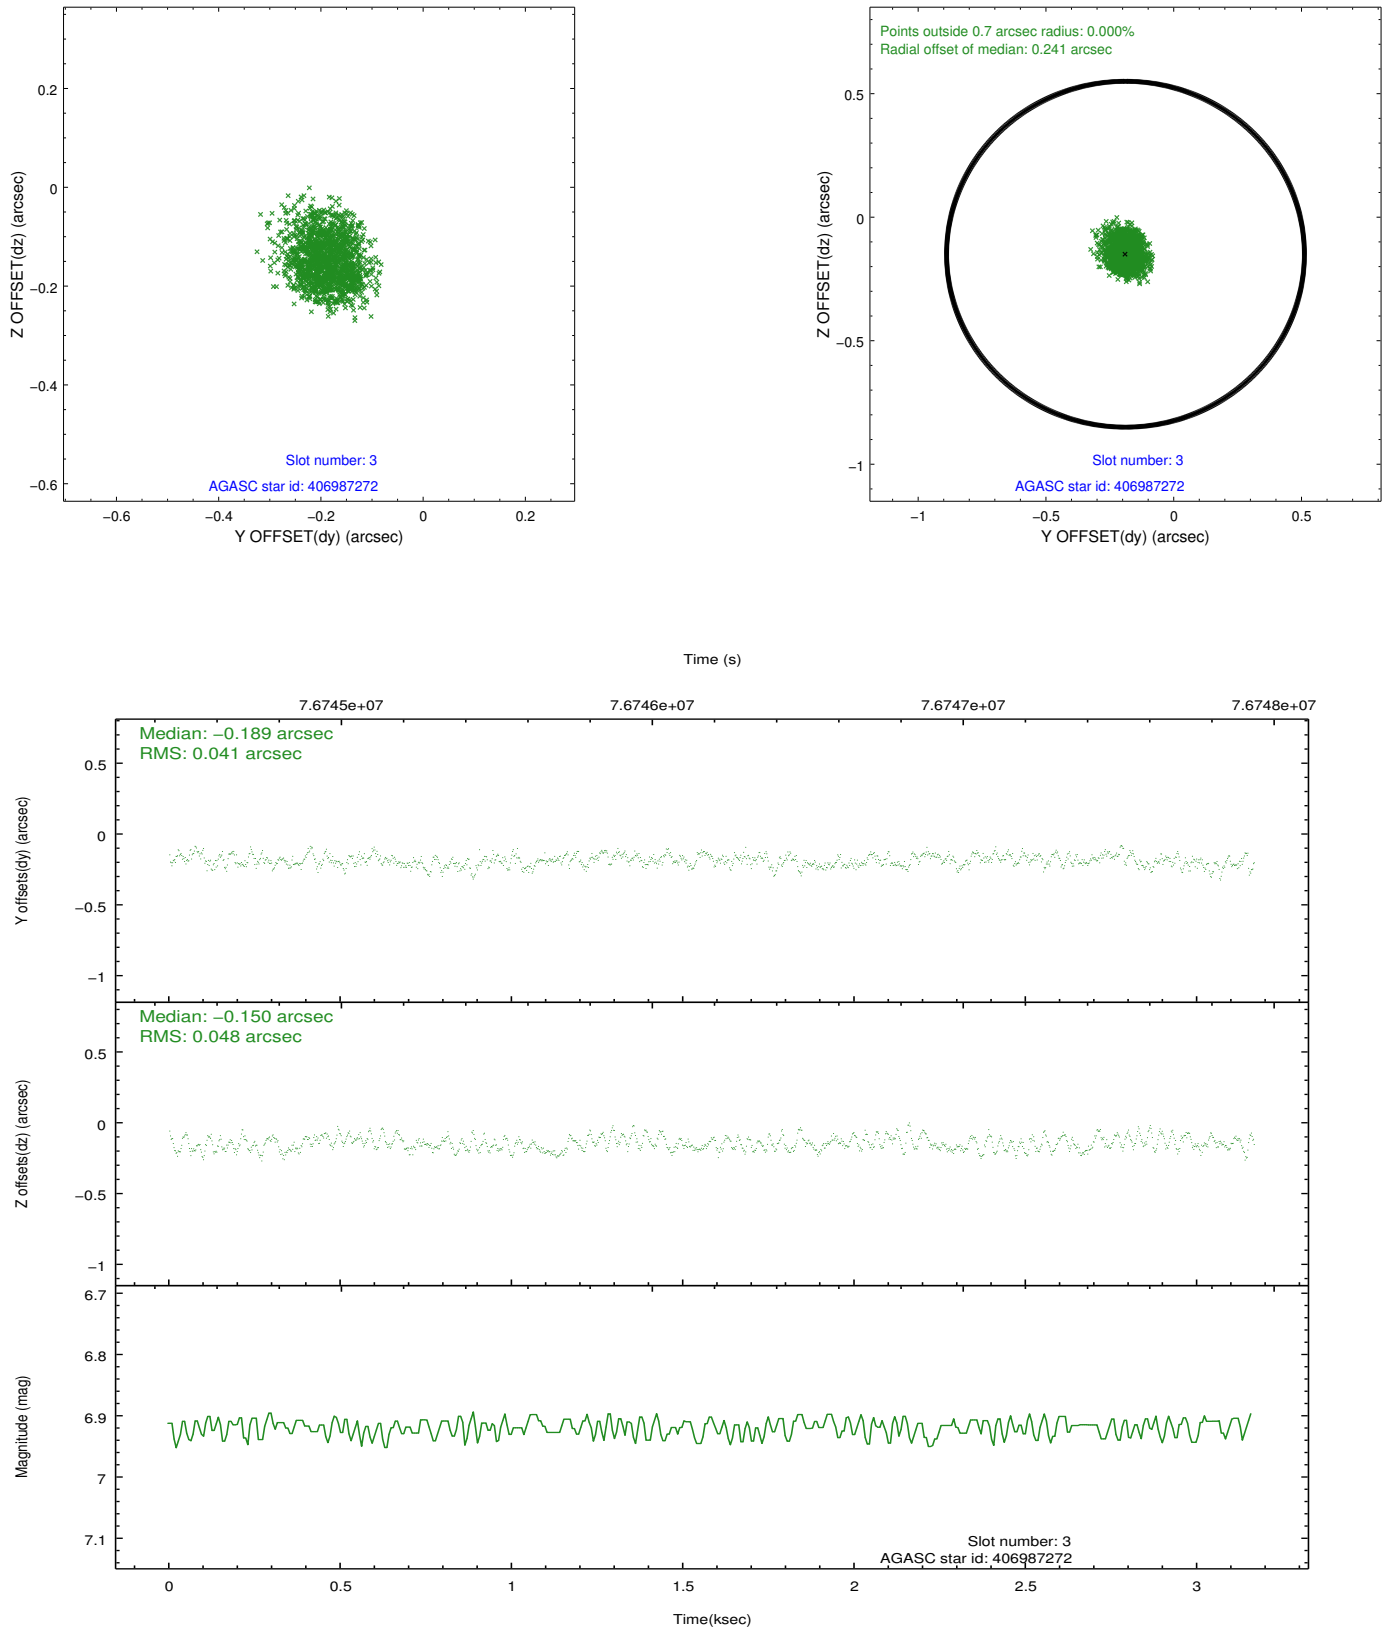 0.2
0
−0.2
−0.4
−0.6
Z OFFSET(dz) (arcsec)
Slot number: 3
AGASC star id: 406987272
−0.6
−0.4
−0.2
0
0.2
Y OFFSET(dy) (arcsec)
Points outside 0.7 arcsec radius: 0.000%
Radial offset of median: 0.241 arcsec
0.5
0
−0.5
−1
Z OFFSET(dz) (arcsec)
Slot number: 3
AGASC star id: 406987272
−1
−0.5
0
0.5
Y OFFSET(dy) (arcsec)
Time (s)
7.6745e+07
7.6746e+07
7.6747e+07
7.6748e+07
Median: −0.189 arcsec
RMS: 0.041 arcsec
0.5
0
−0.5
−1
Y offsets(dy) (arcsec)
Median: −0.150 arcsec
RMS: 0.048 arcsec
0.5
0
−0.5
−1
Z offsets(dz) (arcsec)
6.7
6.8
6.9
7
7.1
Magnitude (mag)
Slot number: 3
AGASC star id: 406987272
0
0.5
1
1.5
2
2.5
3
Time(ksec)